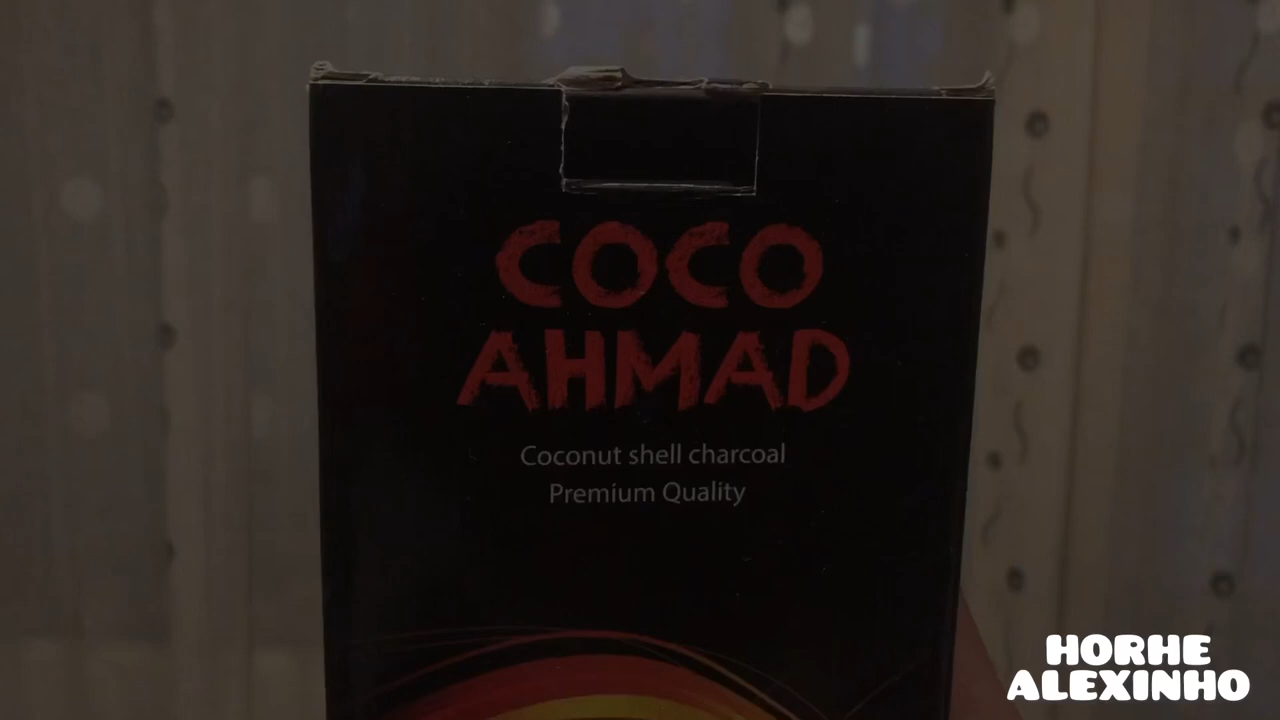 COCO
AHMAD
Coconut shell charcoal
Premium Quality
HORHE
ALEXINHO